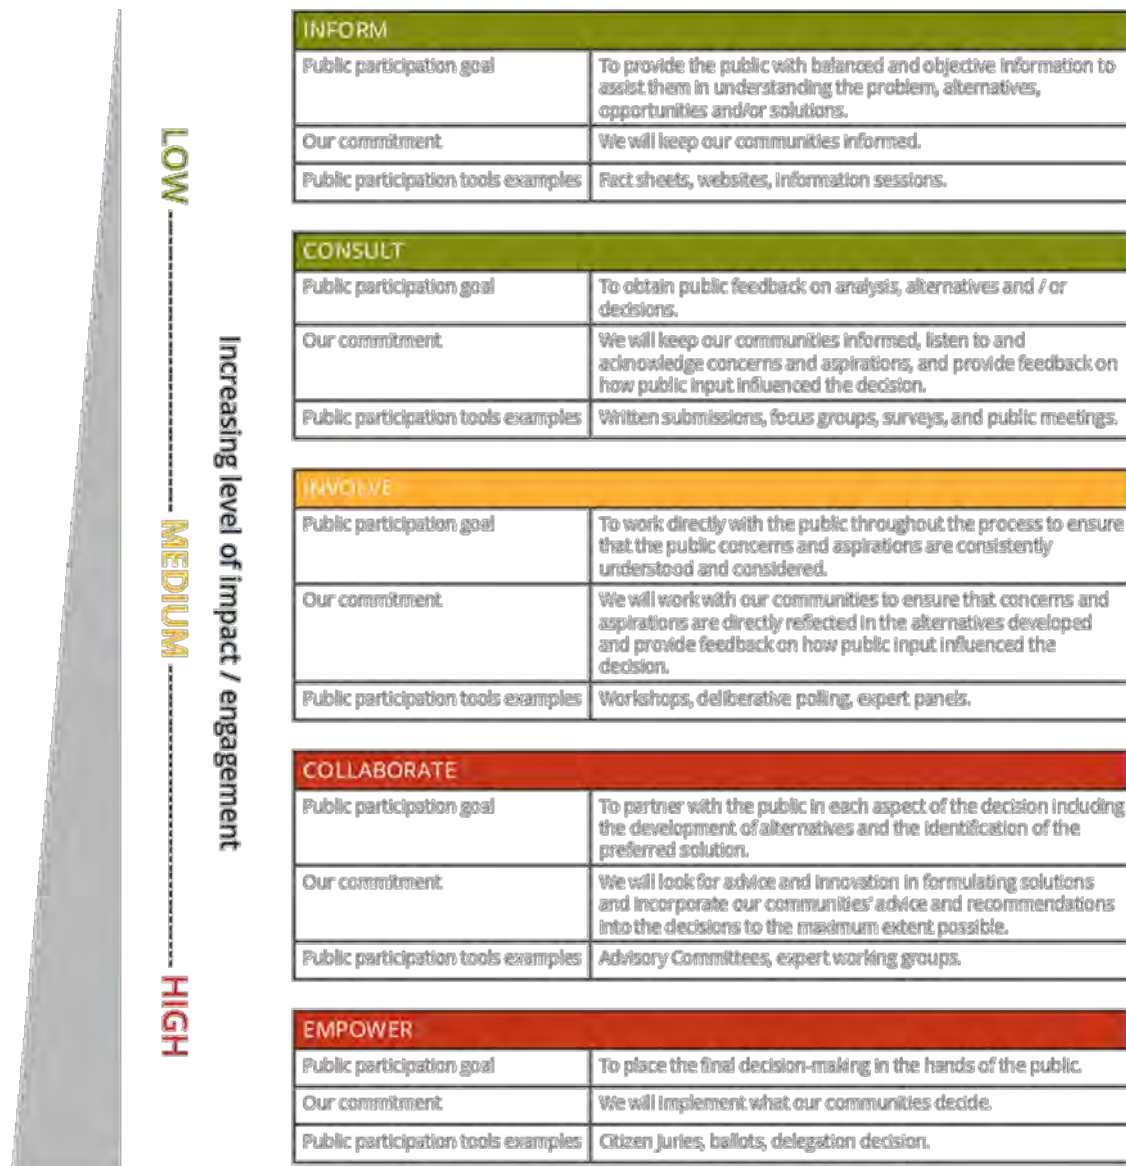 LOW
MEDIUM
HIGH
Increasing level of impact / engagement
INFORM
Public participation goal
To provide the public with balanced and objective information to
assist them in understanding the problem, alternatives,
opportunities and/or solutions.
Our commitment
We will keep our communities informed.
Public participation tools examples
Fact sheets, websites, information sessions.
CONSULT
Public participation goal
To obtain public feedback on analysis, alternatives and / or
decisions.
Our commitment
We will keep our communities informed, listen to and
acknowledge concerns and aspirations, and provide feedback on
how public input influenced the decision.
Public participation tools examples
Written submissions, focus groups, surveys, and public meetings.
INVOLVE
Public participation goal
To work directly with the public throughout the process to ensure
that the public concerns and aspirations are consistently
understood and considered.
Our commitment
We will work with our communities to ensure that concerns and
aspirations are directly reflected in the alternatives developed
and provide feedback on how public input influenced the
decision.
Public participation tools examples
Workshops, deliberative polling, expert panels.
COLLABORATE
Public participation goal
To partner with the public in each aspect of the decision including
the development of alternatives and the identification of the
preferred solution.
Our commitment
We will look for advice and innovation in formulating solutions
and incorporate our communities' advice and recommendations
into the decisions to the maximum extent possible.
Public participation tools examples
Advisory Committees, expert working groups.
EMPOWER
Public participation goal
To place the final decision-making in the hands of the public.
Our commitment
We will implement what our communities decide.
Public participation tools examples
Citizen juries, ballots, delegation decision.